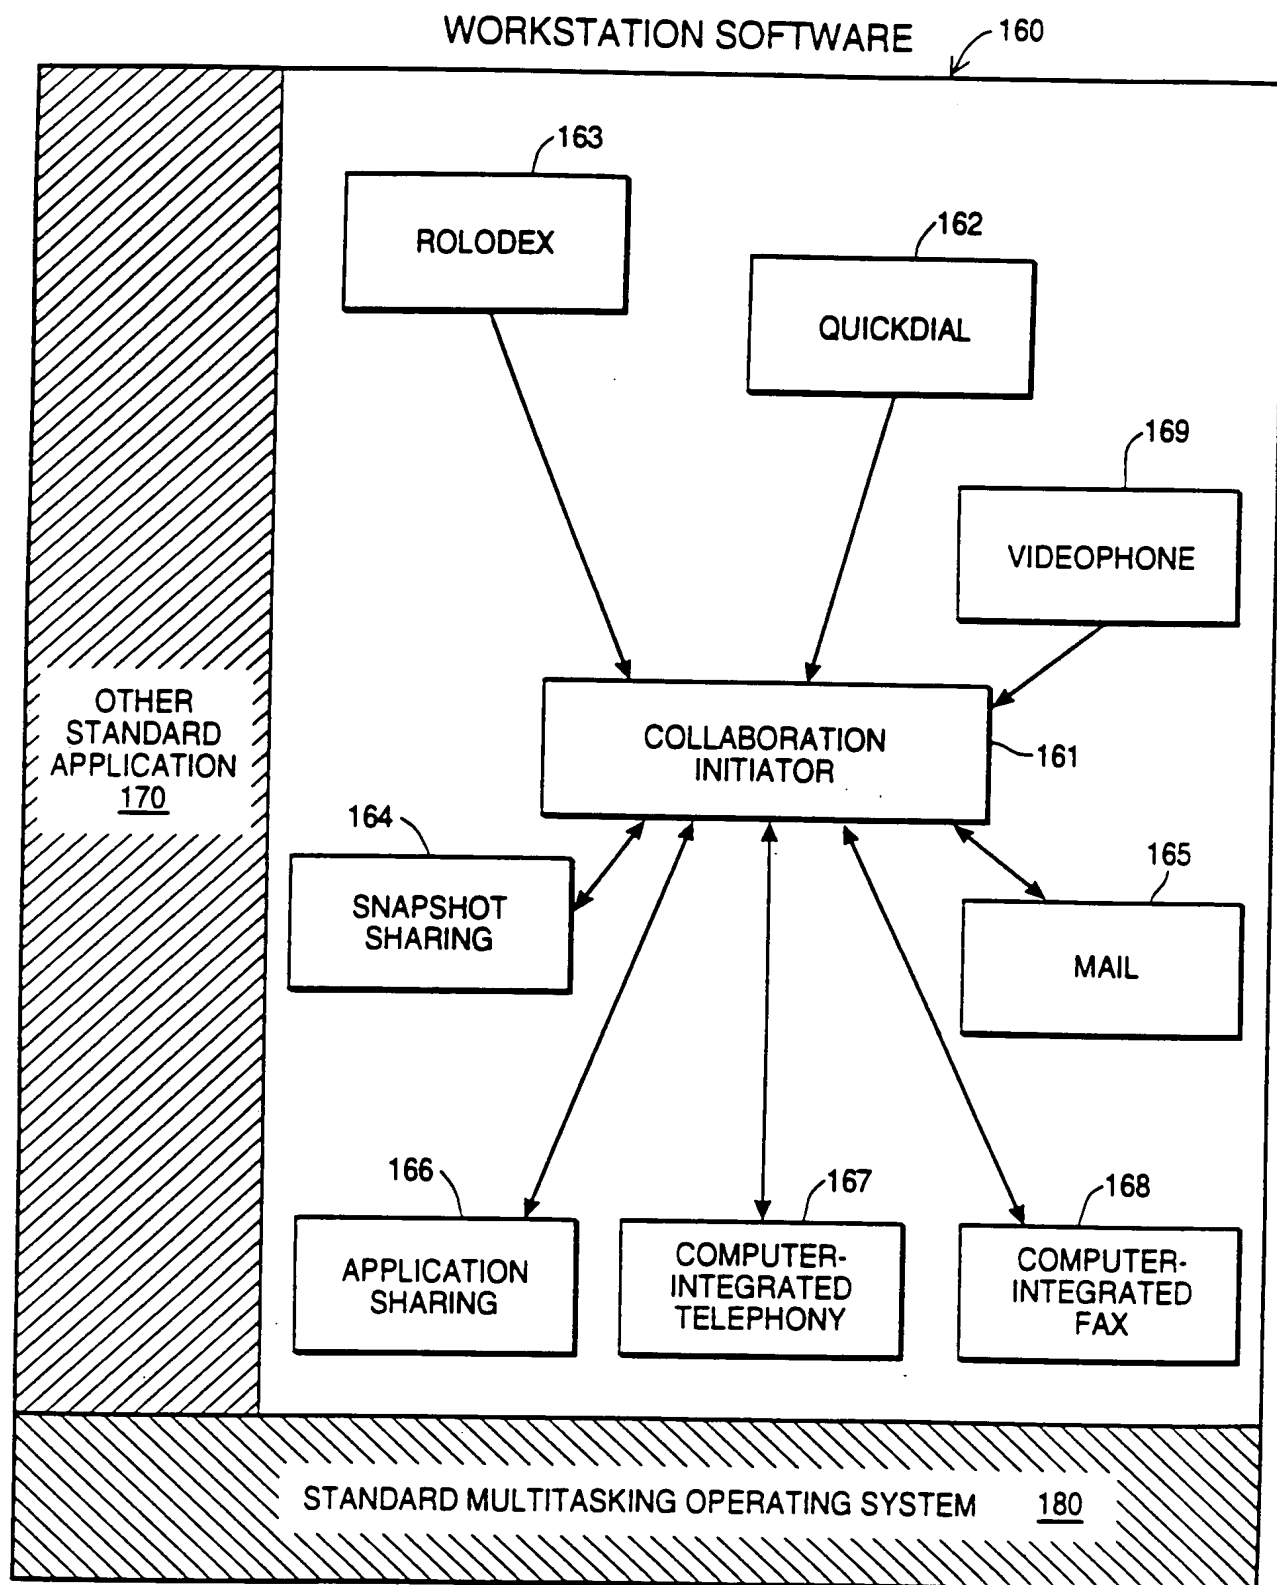 WORKSTATION SOFTWARE
160
163
ROLODEX
162
QUICKDIAL
169
VIDEOPHONE
OTHER
STANDARD
APPLICATION
170
COLLABORATION
INITIATOR
161
164
SNAPSHOT
SHARING
165
MAIL
166
APPLICATION
SHARING
167
COMPUTER-
INTEGRATED
TELEPHONY
168
COMPUTER-
INTEGRATED
FAX
STANDARD MULTITASKING OPERATING SYSTEM 180